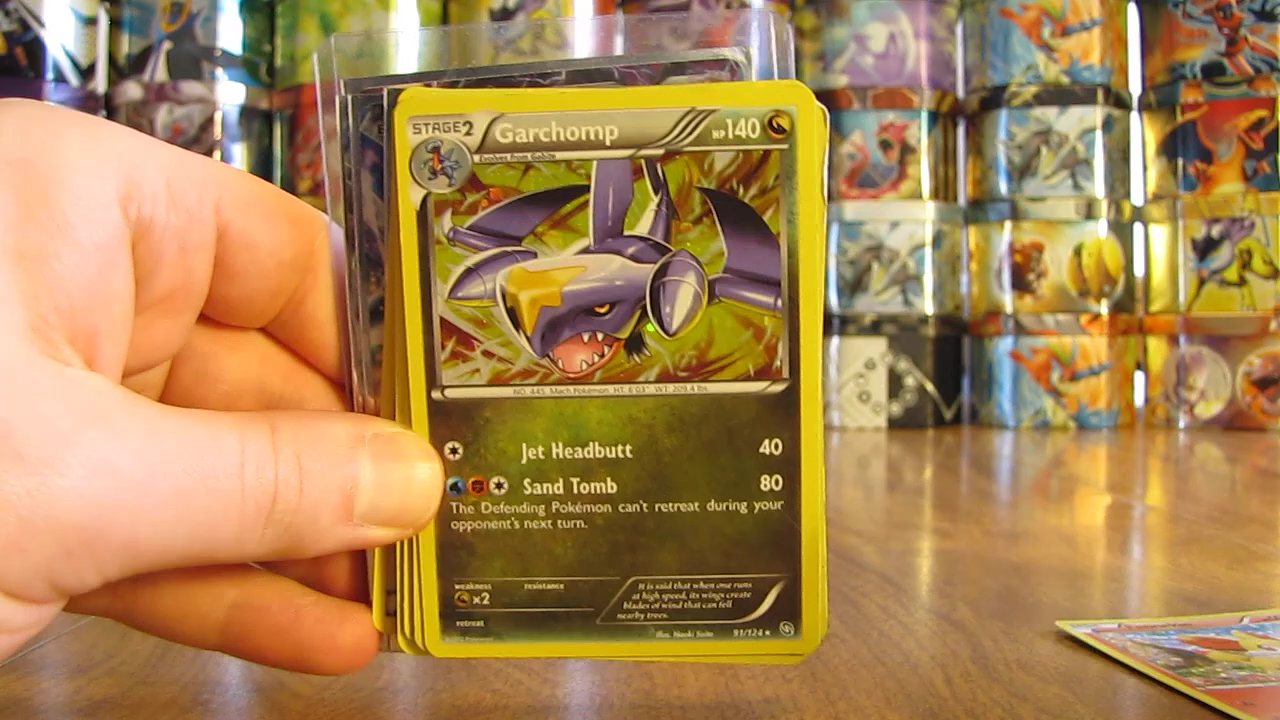 STAGE2 Garchomp HP140
Evolves from Gabite
NO. 445 Mach Pokémon HT: 6'03" WT: 209.4 lbs.
Jet Headbutt 40
Sand Tomb 80
The Defending Pokémon can't retreat during your
opponent's next turn.
weakness resistance
x2
retreat
It is said that when one runs
at high speed, its wings create
blades of wind that can fell
nearby trees.
Illus. Naoki Saito 91/124